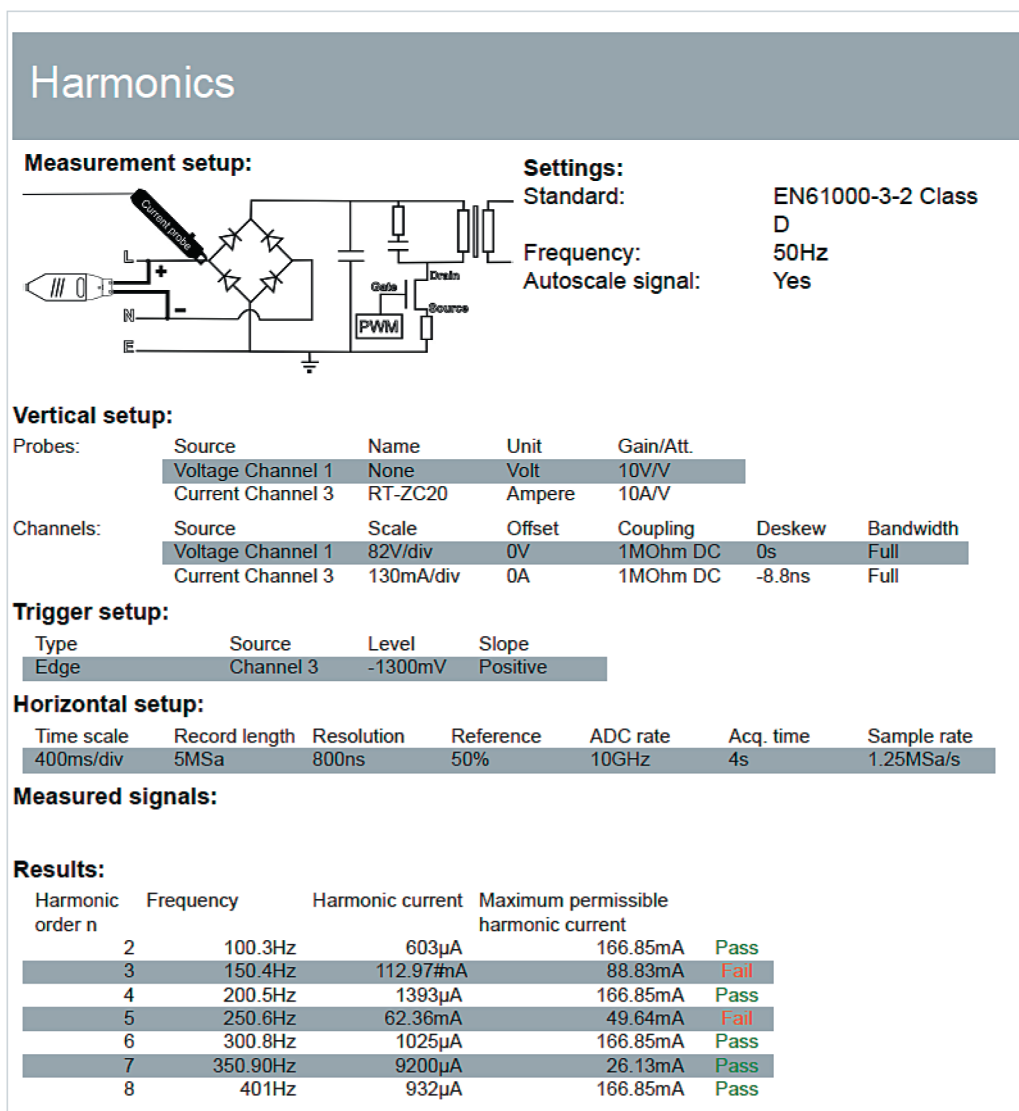 Harmonics
Measurement setup:
Current probe
L
+
N
-
E
Gate
Drain
Source
PWM
Settings:
Standard: EN61000-3-2 Class
D
Frequency: 50Hz
Autoscale signal: Yes
Vertical setup:
Probes: Source Name Unit Gain/Att.
Voltage Channel 1 None Volt 10V/V
Current Channel 3 RT-ZC20 Ampere 10A/V
Channels: Source Scale Offset Coupling Deskew Bandwidth
Voltage Channel 1 82V/div 0V 1MOhm DC 0s Full
Current Channel 3 130mA/div 0A 1MOhm DC -8.8ns Full
Trigger setup:
Type Source Level Slope
Edge Channel 3 -1300mV Positive
Horizontal setup:
Time scale Record length Resolution Reference ADC rate Acq. time Sample rate
400ms/div 5MSa 800ns 50% 10GHz 4s 1.25MSa/s
Measured signals:
Results:
Harmonic Frequency Harmonic current Maximum permissible
order n harmonic current
2 100.3Hz 603µA 166.85mA Pass
3 150.4Hz 112.97#mA 88.83mA Fail
4 200.5Hz 1393µA 166.85mA Pass
5 250.6Hz 62.36mA 49.64mA Fail
6 300.8Hz 1025µA 166.85mA Pass
7 350.90Hz 9200µA 26.13mA Pass
8 401Hz 932µA 166.85mA Pass